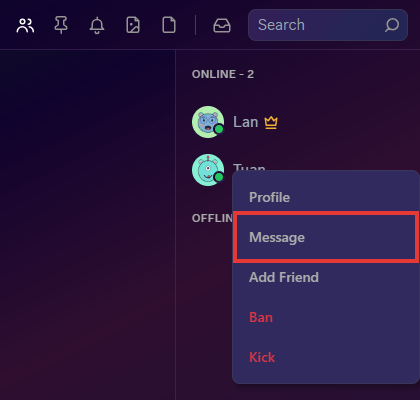 Search
ONLINE - 2
Lan
Tuan
Profile
OFFLIN
Message
Add Friend
Ban
Kick